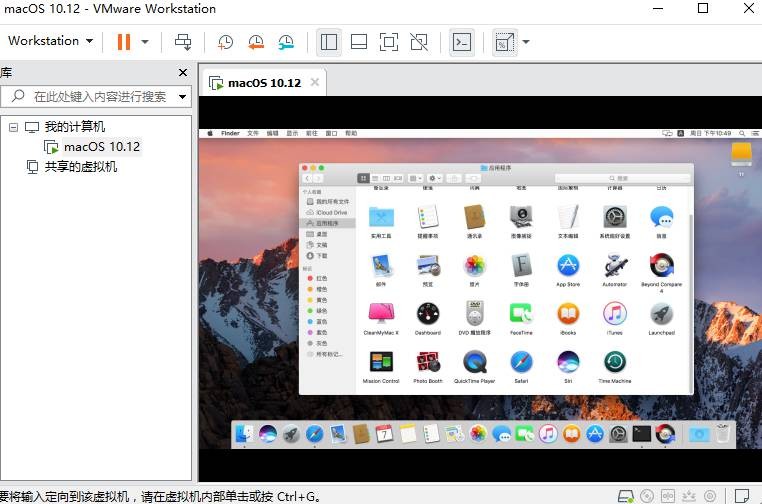 macOS 10.12 - VMware Workstation
Workstation
库
在此处键入内容进行搜索
我的计算机
macOS 10.12
共享的虚拟机
macOS 10.12
Finder 文件 编辑 显示 前往 窗口 帮助
周日 下午10:49
应用程序
搜索
个人收藏
我的所有文件
iCloud Drive
应用程序
桌面
文稿
下载
标记
红色
橙色
黄色
绿色
蓝色
紫色
灰色
所有标记...
实用工具 提醒事项 通讯录 图像捕捉 文本编辑 系统偏好设置 信息
邮件 预览 照片 字体册 App Store Automator Beyond Compare 4
CleanMyMac X Dashboard DVD 播放程序 FaceTime iBooks iTunes Launchpad
Mission Control Photo Booth QuickTime Player Safari Siri Time Machine
要将输入定向到该虚拟机，请在虚拟机内部单击或按 Ctrl+G。